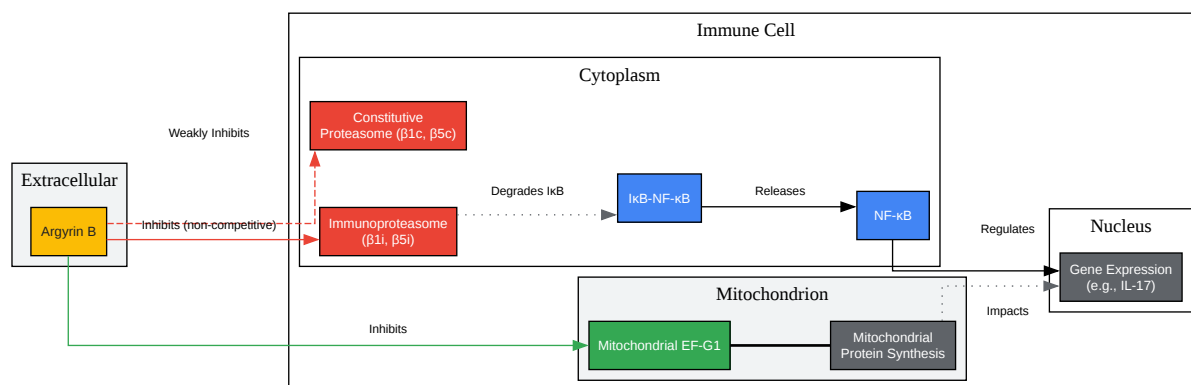 Immune Cell
Cytoplasm
Constitutive
Proteasome (β1c, β5c)
Weakly Inhibits
Extracellular
Argyrin B
Inhibits (non-competitive)
Immunoproteasome
(β1i, β5i)
Degrades IκB
IκB-NF-κB
Releases
NF-κB
Regulates
Nucleus
Gene Expression
(e.g., IL-17)
Impacts
Mitochondrion
Inhibits
Mitochondrial EF-G1
Mitochondrial
Protein Synthesis